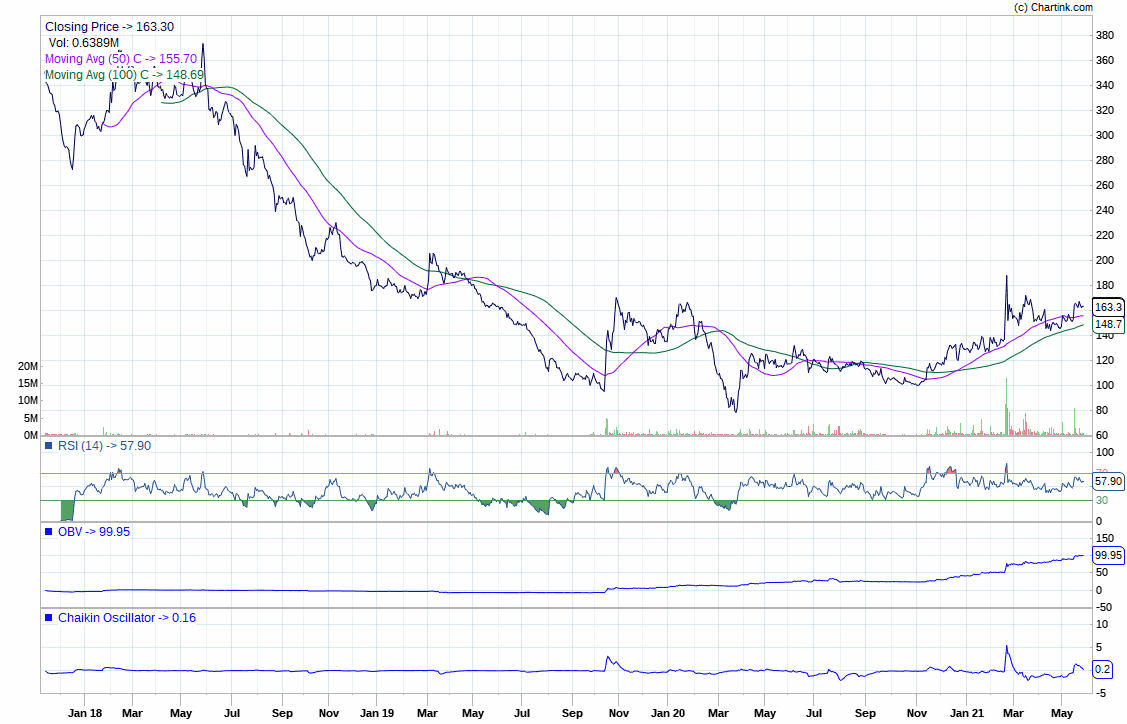 (c) Chartink.com
Closing Price -> 163.30
Vol: 0.6389M
Moving Avg (50) C -> 155.70
Moving Avg (100) C -> 148.69
380
360
340
320
300
280
260
240
220
200
180
163.3
148.7
140
120
100
80
60
20M
15M
10M
5M
0M
RSI (14) -> 57.90
100
70
57.90
30
0
OBV -> 99.95
150
99.95
50
0
-50
Chaikin Oscillator -> 0.16
10
5
0.2
-5
Jan 18 Mar May Jul Sep Nov Jan 19 Mar May Jul Sep Nov Jan 20 Mar May Jul Sep Nov Jan 21 Mar May